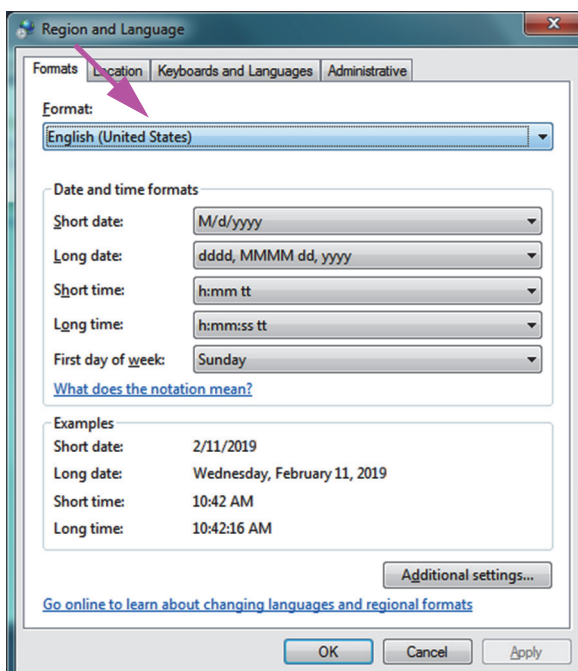 Region and Language
Formats Location Keyboards and Languages Administrative
Format:
English (United States)
Date and time formats
Short date: M/d/yyyy
Long date: dddd, MMMM dd, yyyy
Short time: h:mm tt
Long time: h:mm:ss tt
First day of week: Sunday
What does the notation mean?
Examples
Short date: 2/11/2019
Long date: Wednesday, February 11, 2019
Short time: 10:42 AM
Long time: 10:42:16 AM
Additional settings...
Go online to learn about changing languages and regional formats
OK Cancel Apply